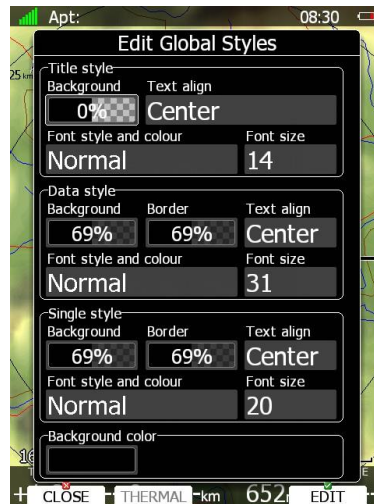 Apt: 08:30
Edit Global Styles
25 km
Title style
Background Text align
0% Center
Font style and colour Font size
Normal 14
Data style
Background Border Text align
69% 69% Center
Font style and colour Font size
Normal 31
Single style
Background Border Text align
69% 69% Center
Font style and colour Font size
Normal 20
Background color
CLOSE THERMAL -km 652 EDIT